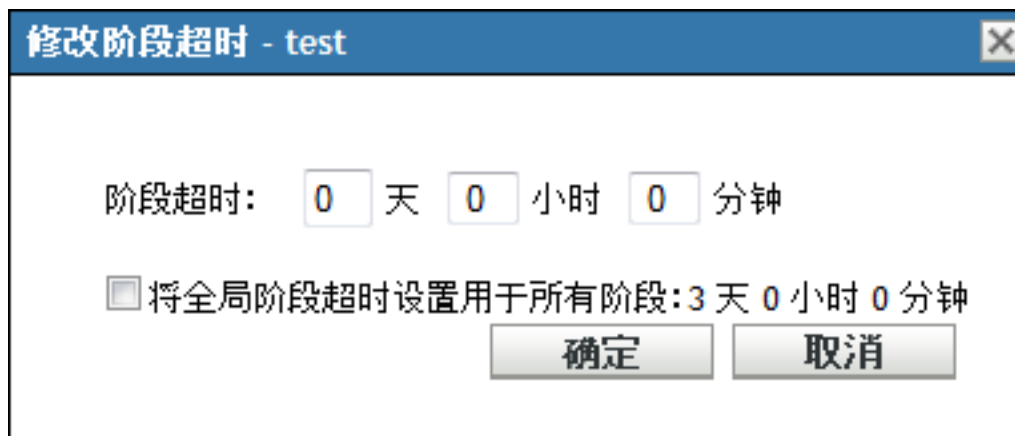 修改阶段超时 - test
阶段超时: 0 天 0 小时 0 分钟
将全局阶段超时设置用于所有阶段:3 天 0 小时 0 分钟
确定 取消